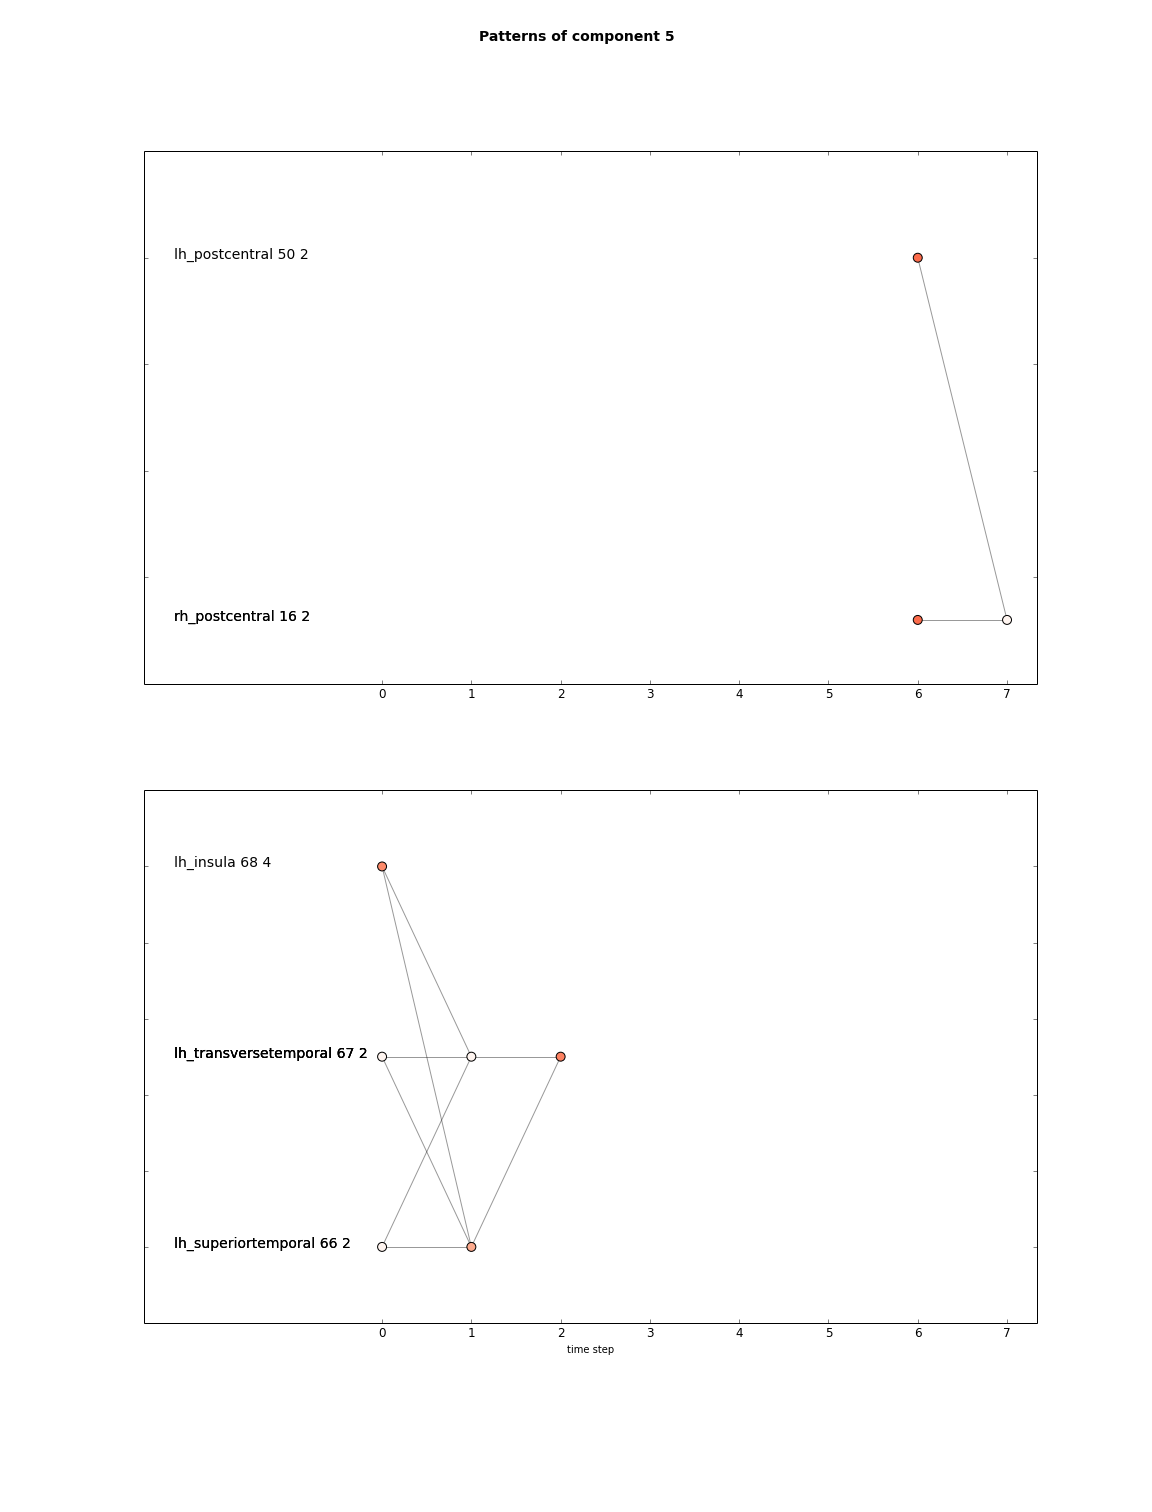 Patterns of component 5
lh_postcentral 50 2
rh_postcentral 16 2
0 1 2 3 4 5 6 7
lh_insula 68 4
lh_transversetemporal 67 2
lh_superiortemporal 66 2
0 1 2 3 4 5 6 7
time step